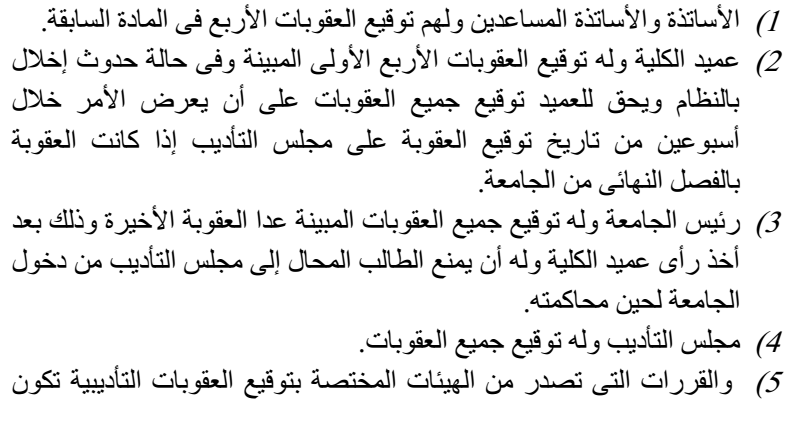 1) الأساتذة والأساتذة المساعدين ولهم توقيع العقوبات الأربع فى المادة السابقة.
2) عميد الكلية وله توقيع العقوبات الأربع الأولى المبينة وفى حالة حدوث إخلال
بالنظام ويحق للعميد توقيع جميع العقوبات على أن يعرض الأمر خلال
أسبوعين من تاريخ توقيع العقوبة على مجلس التأديب إذا كانت العقوبة
بالفصل النهائى من الجامعة.
3) رئيس الجامعة وله توقيع جميع العقوبات المبينة عدا العقوبة الأخيرة وذلك بعد
أخذ رأى عميد الكلية وله أن يمنع الطالب المحال إلى مجلس التأديب من دخول
الجامعة لحين محاكمته.
4) مجلس التأديب وله توقيع جميع العقوبات.
5) والقررات التى تصدر من الهيئات المختصة بتوقيع العقوبات التأديبية تكون